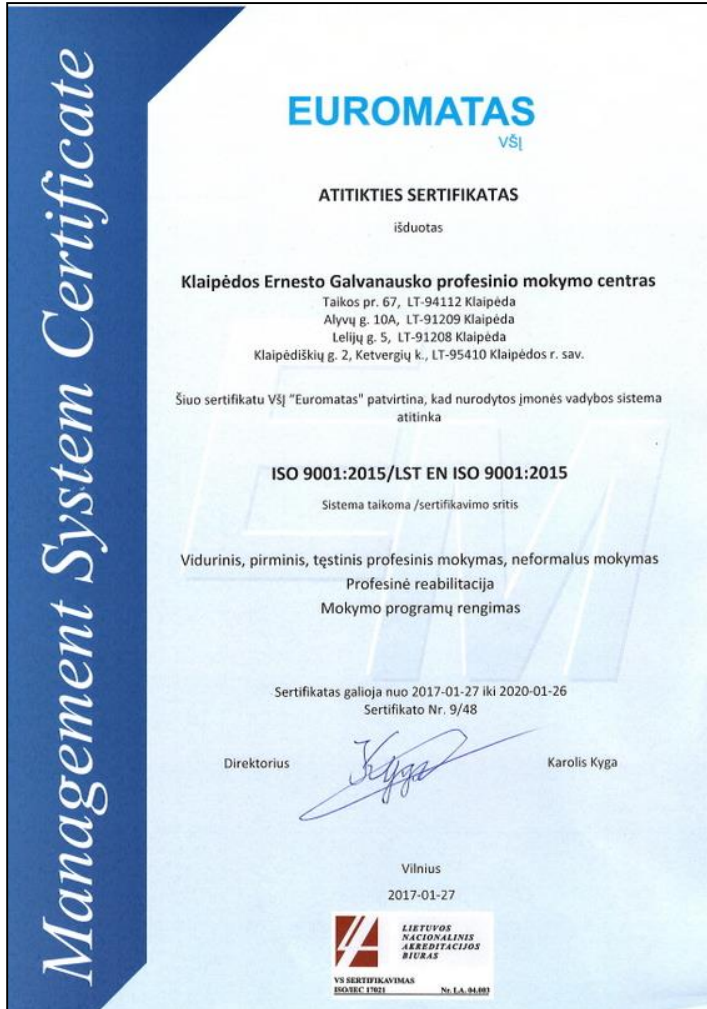 Management System Certificate
EUROMATAS
VŠĮ
ATITIKTIES SERTIFIKATAS
išduotas
Klaipėdos Ernesto Galvanausko profesinio mokymo centras
Taikos pr. 67, LT-94112 Klaipėda
Alyvų g. 10A, LT-91209 Klaipėda
Lelijų g. 5, LT-91208 Klaipėda
Klaipėdiškių g. 2, Ketvergių k., LT-95410 Klaipėdos r. sav.
Šiuo sertifikatu VšĮ "Euromatas" patvirtina, kad nurodytos įmonės vadybos sistema
atitinka
ISO 9001:2015/LST EN ISO 9001:2015
Sistema taikoma /sertifikavimo sritis
Vidurinis, pirminis, tęstinis profesinis mokymas, neformalus mokymas
Profesinė reabilitacija
Mokymo programų rengimas
Sertifikatas galioja nuo 2017-01-27 iki 2020-01-26
Sertifikato Nr. 9/48
Direktorius Kyga Karolis Kyga
Vilnius
2017-01-27
LIETUVOS
NACIONALINIS
AKREDITACIJOS
BIURAS
VS SERTIFIKAVIMAS
ISO/IEC 17021 Nr. LA. 04.003
EM